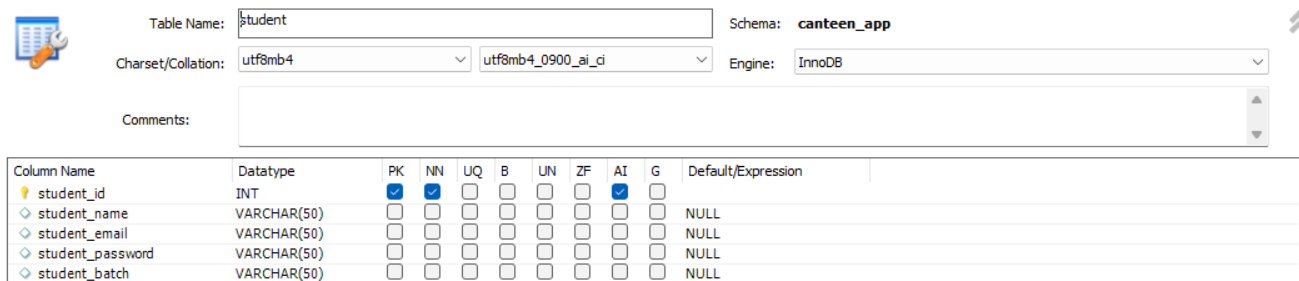 Table Name: student Schema: canteen_app
Charset/Collation: utf8mb4 utf8mb4_0900_ai_ci Engine: InnoDB
Comments:
Column Name Datatype PK NN UQ B UN ZF AI G Default/Expression
student_id INT
student_name VARCHAR(50) NULL
student_email VARCHAR(50) NULL
student_password VARCHAR(50) NULL
student_batch VARCHAR(50) NULL